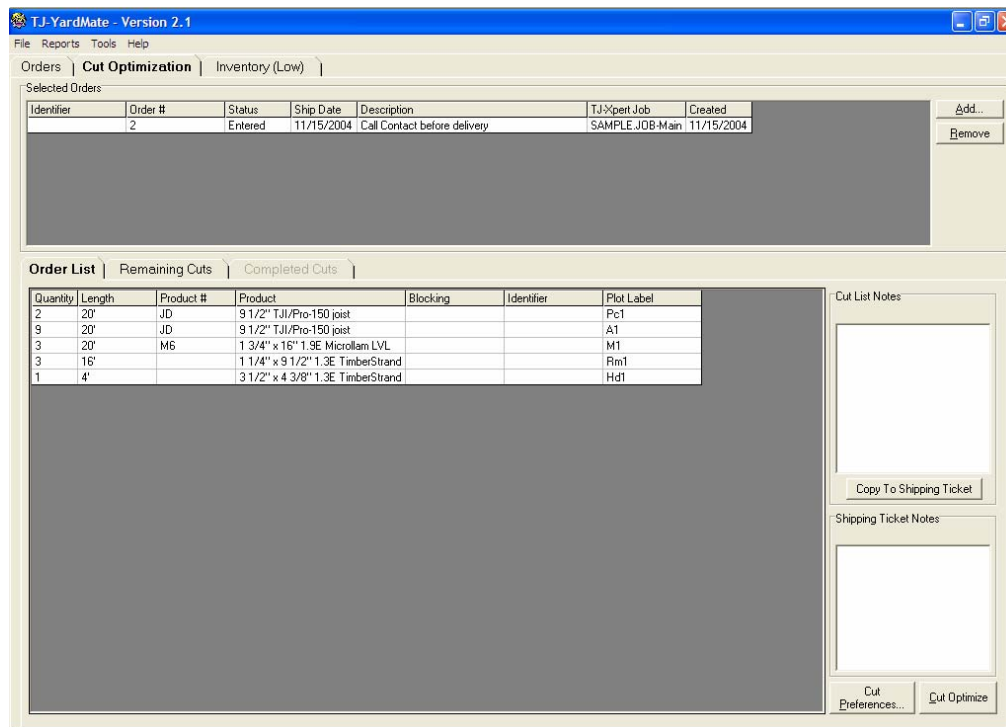 TJ-YardMate - Version 2.1
File Reports Tools Help
Orders Cut Optimization Inventory (Low)
Selected Orders
Identifier Order # Status Ship Date Description TJ-Xpert Job Created
2 Entered 11/15/2004 Call Contact before delivery SAMPLE.JOB-Main 11/15/2004
Add...
Remove
Order List Remaining Cuts Completed Cuts
Quantity Length Product # Product Blocking Identifier Plot Label
2 20' JD 9 1/2" TJI/Pro-150 joist Pc1
9 20' JD 9 1/2" TJI/Pro-150 joist A1
3 20' M6 1 3/4" x 16" 1.9E Microllam LVL M1
3 16' 1 1/4" x 9 1/2" 1.3E TimberStrand Rm1
1 4' 3 1/2" x 4 3/8" 1.3E TimberStrand Hd1
Cut List Notes
Copy To Shipping Ticket
Shipping Ticket Notes
Cut Preferences...
Cut Optimize